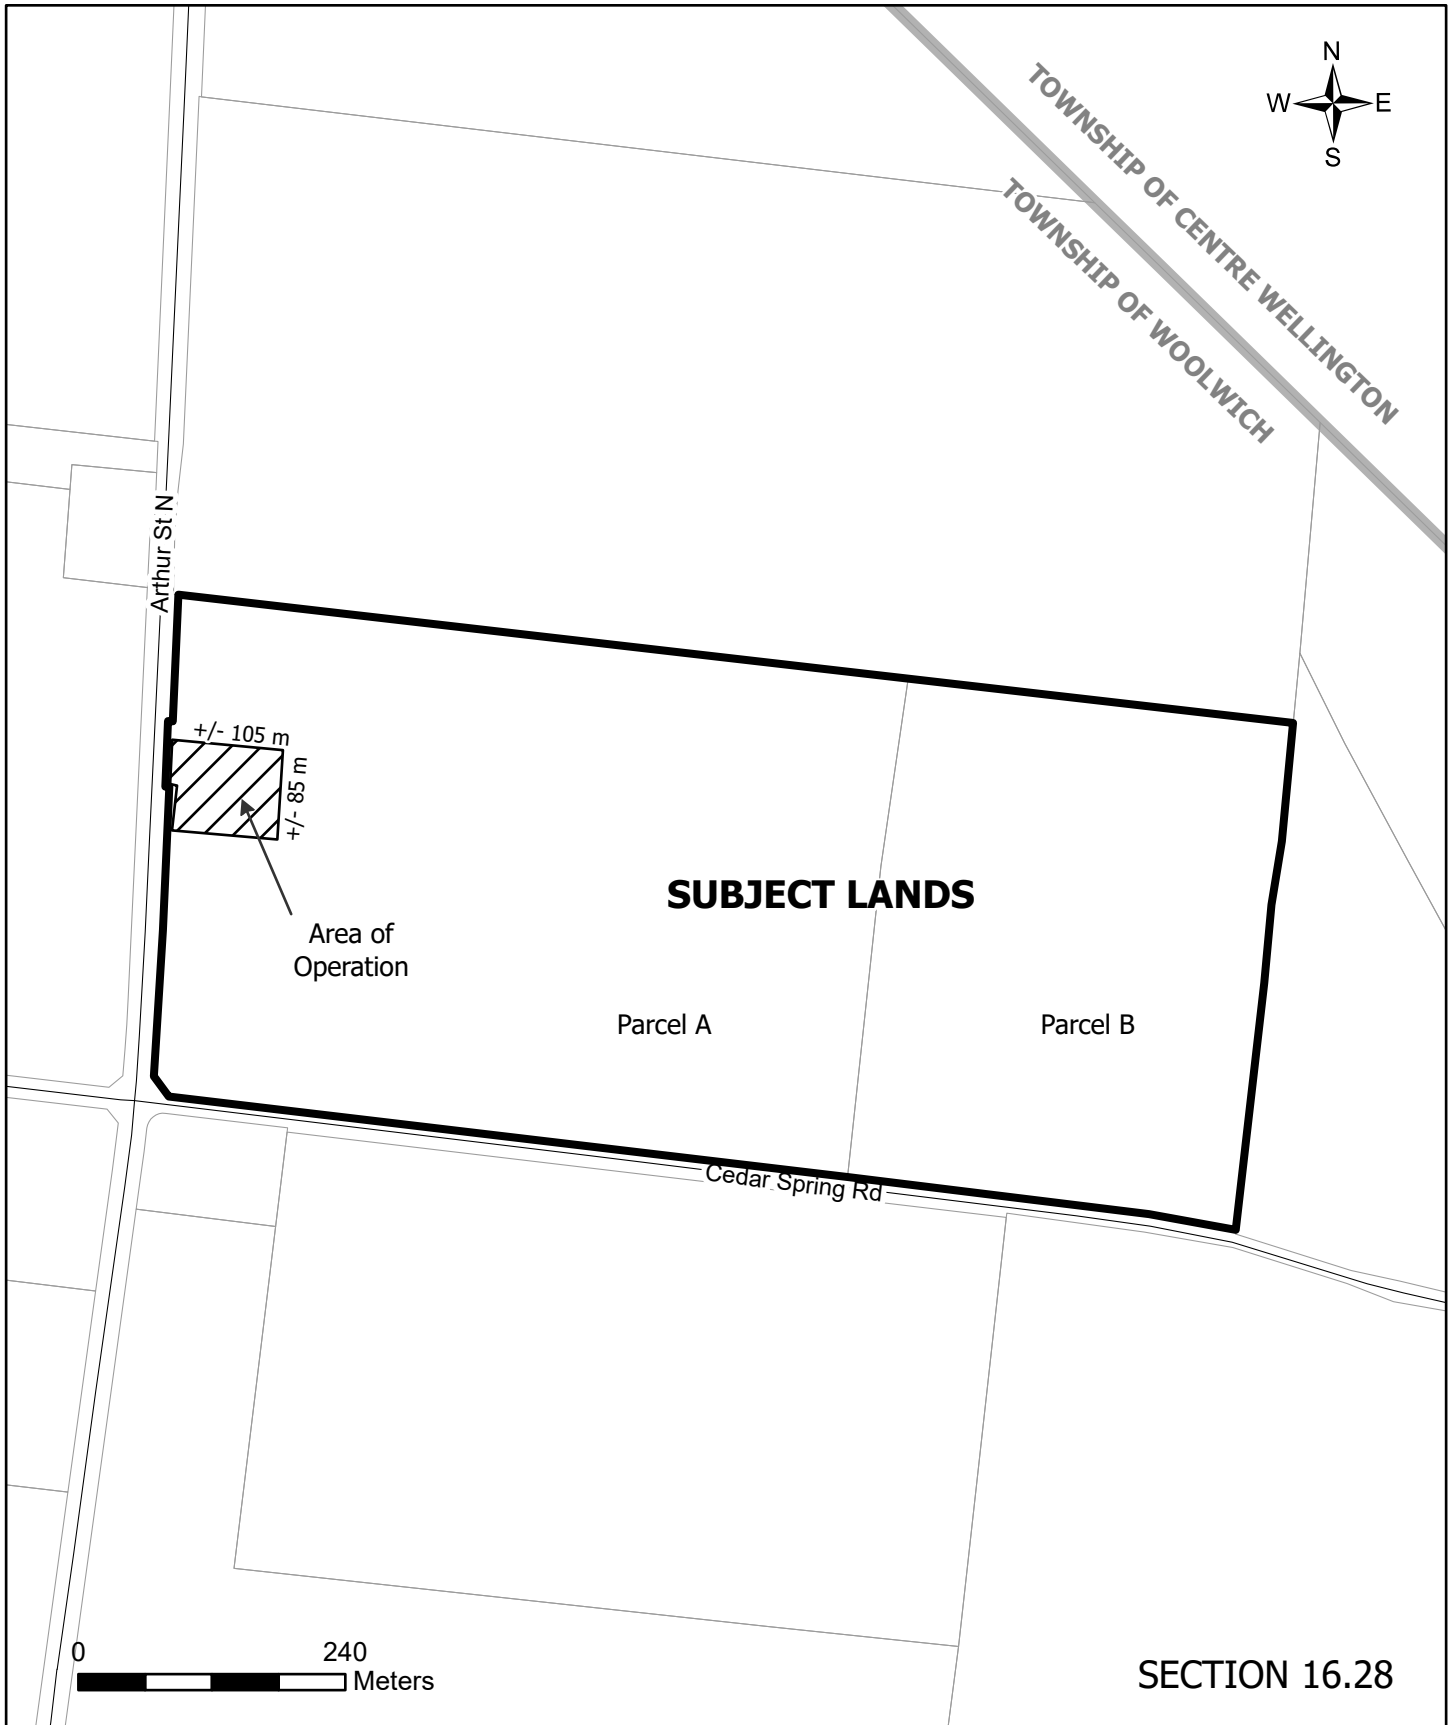 N
W E
S
TOWNSHIP OF CENTRE WELLINGTON
TOWNSHIP OF WOOLWICH
Arthur St N
+/- 105 m
+/- 85 m
SUBJECT LANDS
Area of
Operation
Parcel A
Parcel B
Cedar Spring Rd
0 240
Meters
SECTION 16.28